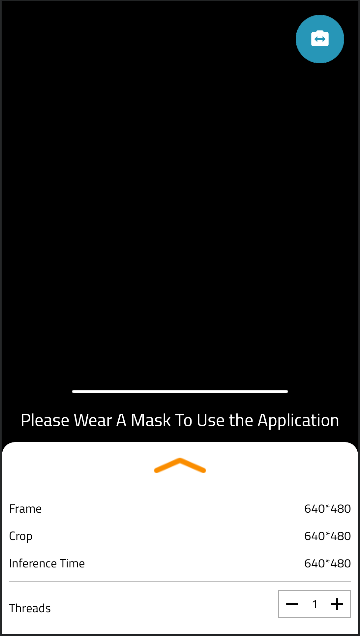 Please Wear A Mask To Use the Application
Frame 640*480
Crop 640*480
Inference Time 640*480
Threads 1